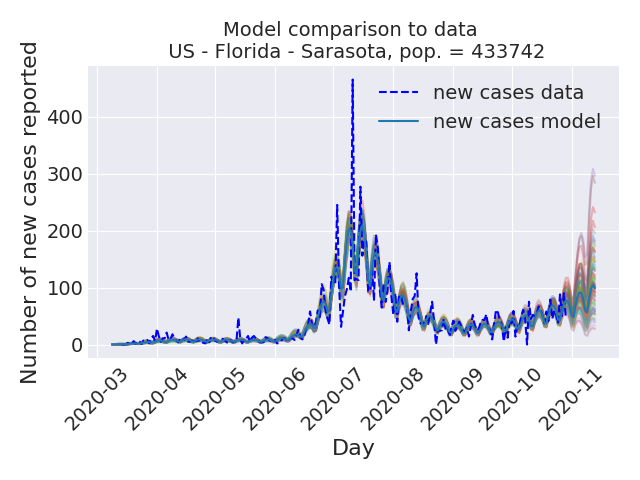 Model comparison to data
US - Florida - Sarasota, pop. = 433742
Number of new cases reported
400
300
200
100
0
new cases data
new cases model
2020-03
2020-04
2020-05
2020-06
2020-07
2020-08
2020-09
2020-10
2020-11
Day